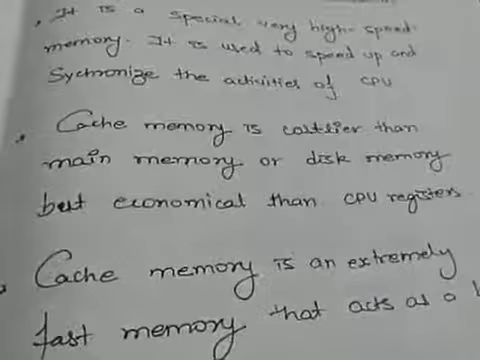 . It is a special very high-speed
memory. It is used to speed up and
Sychronize the activities of CPU
. Cache memory is costlier than
main memory or disk memory
but economical than CPU registers
. Cache memory is an extremely
fast memory that acts as a